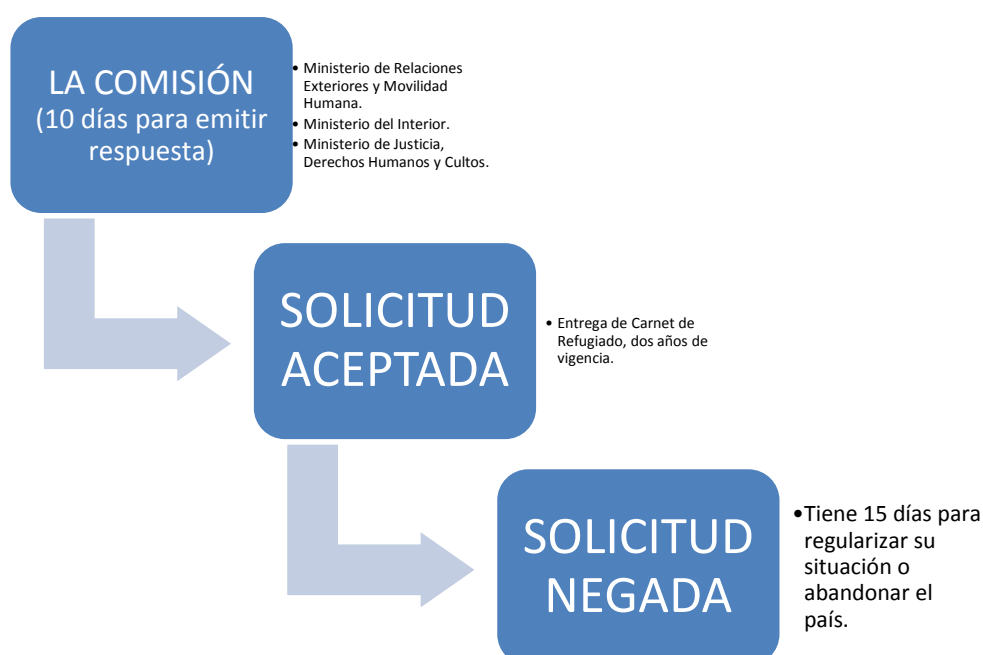 LA COMISIÓN
(10 días para emitir
respuesta)
• Ministerio de Relaciones
Exteriores y Movilidad
Humana.
• Ministerio del Interior.
• Ministerio de Justicia,
Derechos Humanos y Cultos.
SOLICITUD
ACEPTADA
• Entrega de Carnet de
Refugiado, dos años de
vigencia.
SOLICITUD
NEGADA
•Tiene 15 días para
regularizar su
situación o
abandonar el
país.